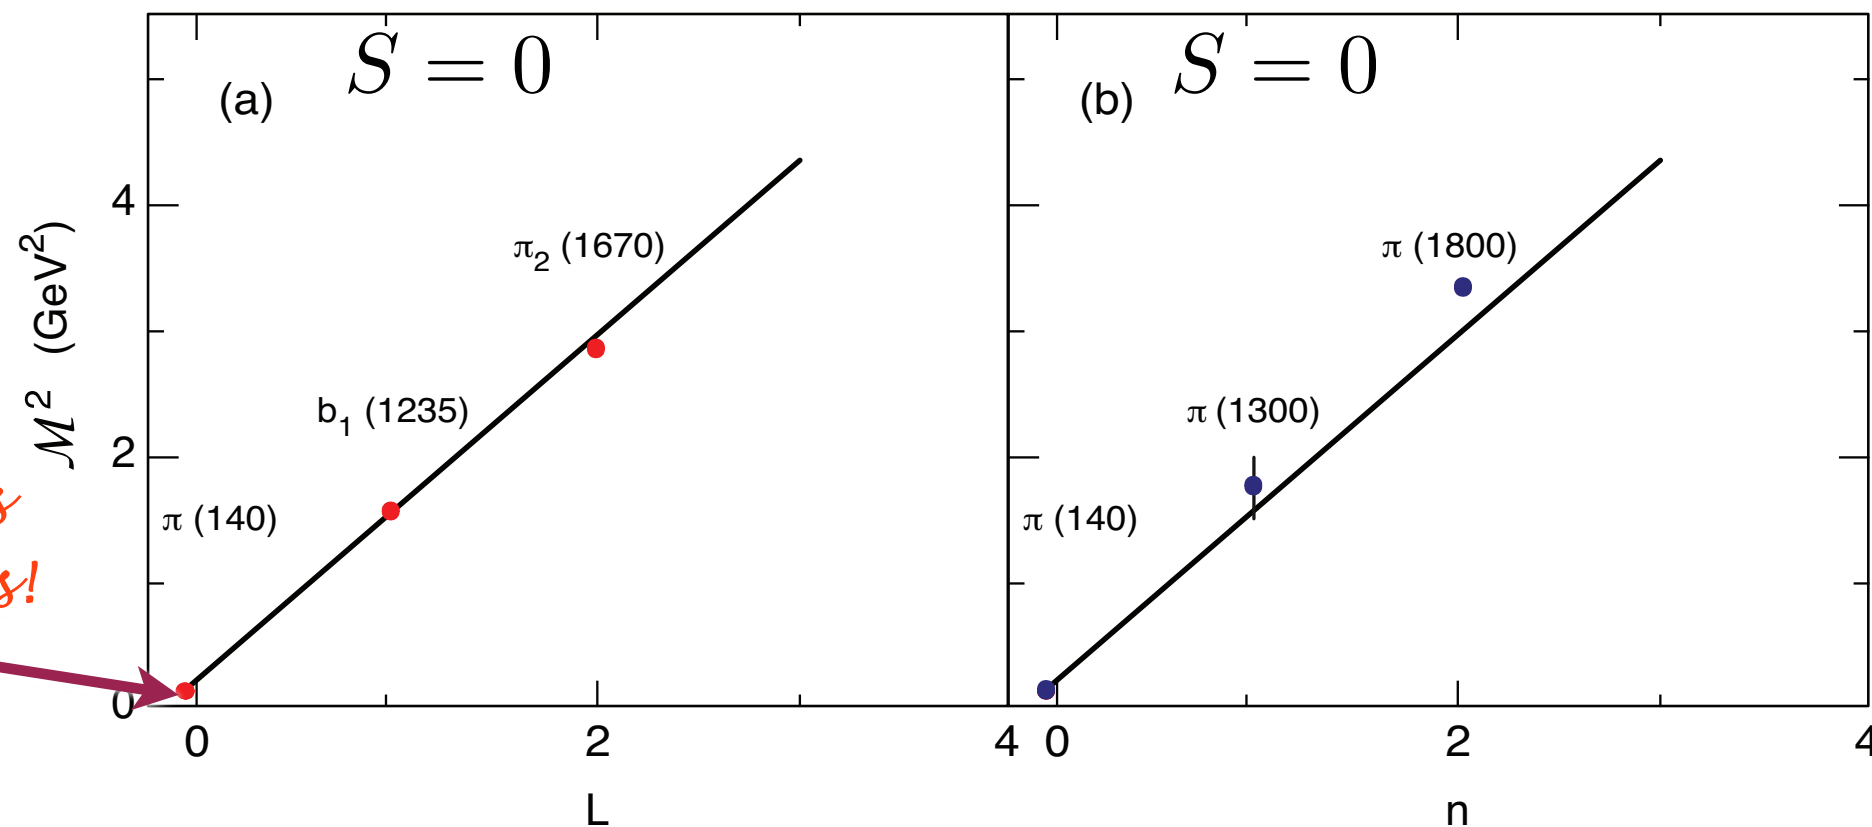 S = 0
(a)
π₂ (1670)
b₁ (1235)
π (140)
4
2
0
ℳ² (GeV²)
0 2 4
L
S = 0
(b)
π (1800)
π (1300)
π (140)
0 2 4
n